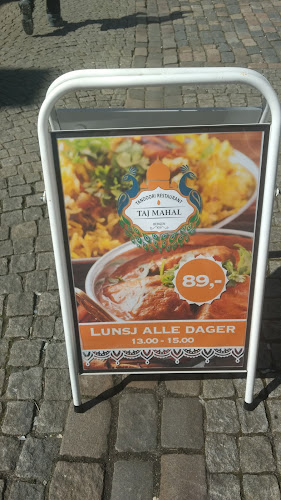 TANDOORI RESTAURANT
TAJ MAHAL
89,-
LUNSJ ALLE DAGER
13.00 - 15.00